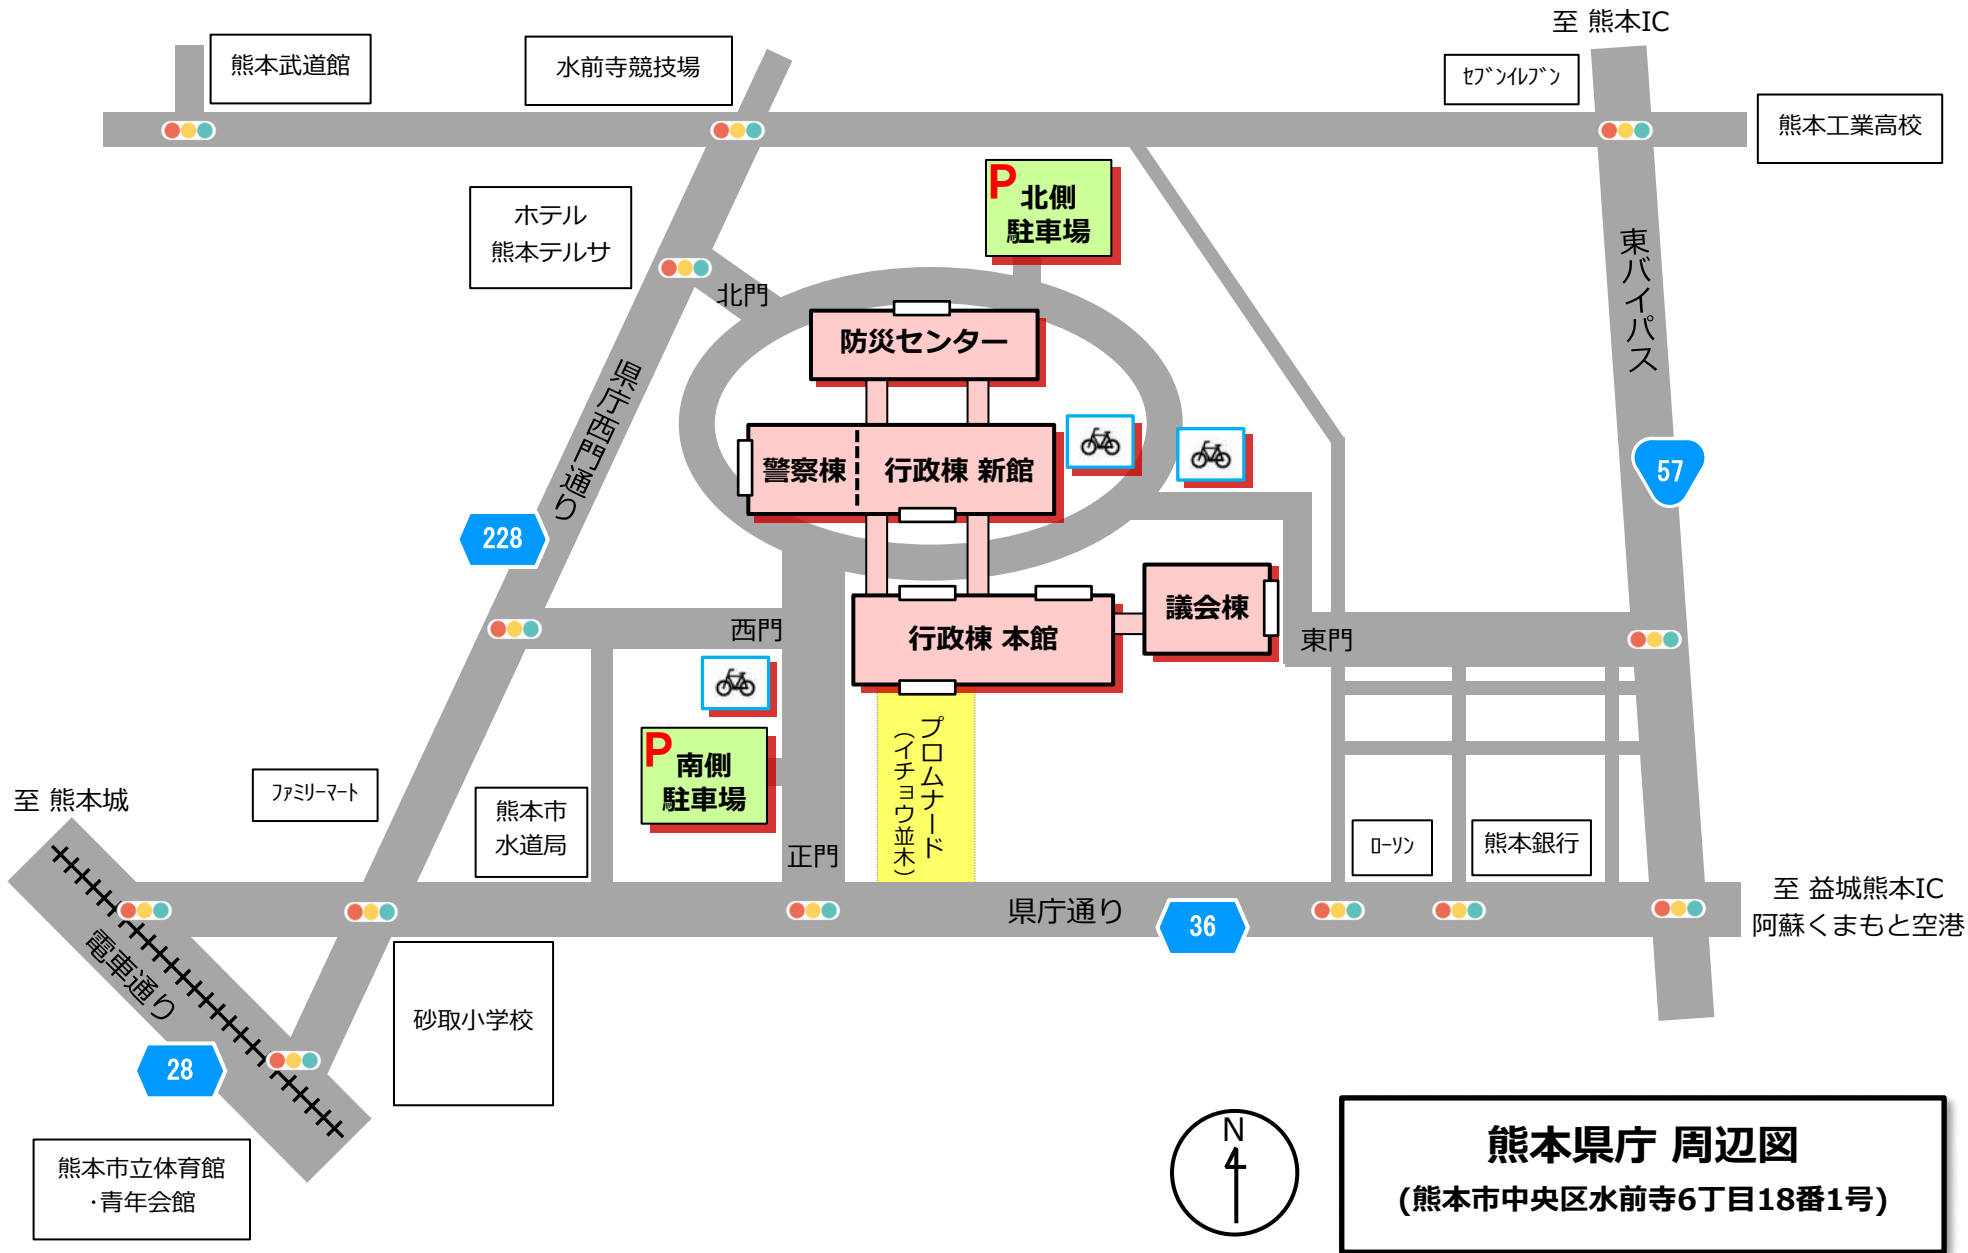 至 熊本IC
熊本武道館
水前寺競技場
ｾﾌﾞﾝｲﾚﾌﾞﾝ
熊本工業高校
P
北側
駐車場
ホテル
熊本テルサ
東バイパス
北門
防災センター
県庁西門通り
警察棟
行政棟 新館
57
228
議会棟
西門
行政棟 本館
東門
P
南側
駐車場
プロムナード
（イチョウ並木）
ﾌｧﾐﾘｰﾏｰﾄ
至 熊本城
熊本市
水道局
正門
ﾛｰｿﾝ
熊本銀行
県庁通り
36
至 益城熊本IC
阿蘇くまもと空港
電車通り
砂取小学校
28
熊本市立体育館
・青年会館
N
熊本県庁 周辺図
(熊本市中央区水前寺6丁目18番1号)